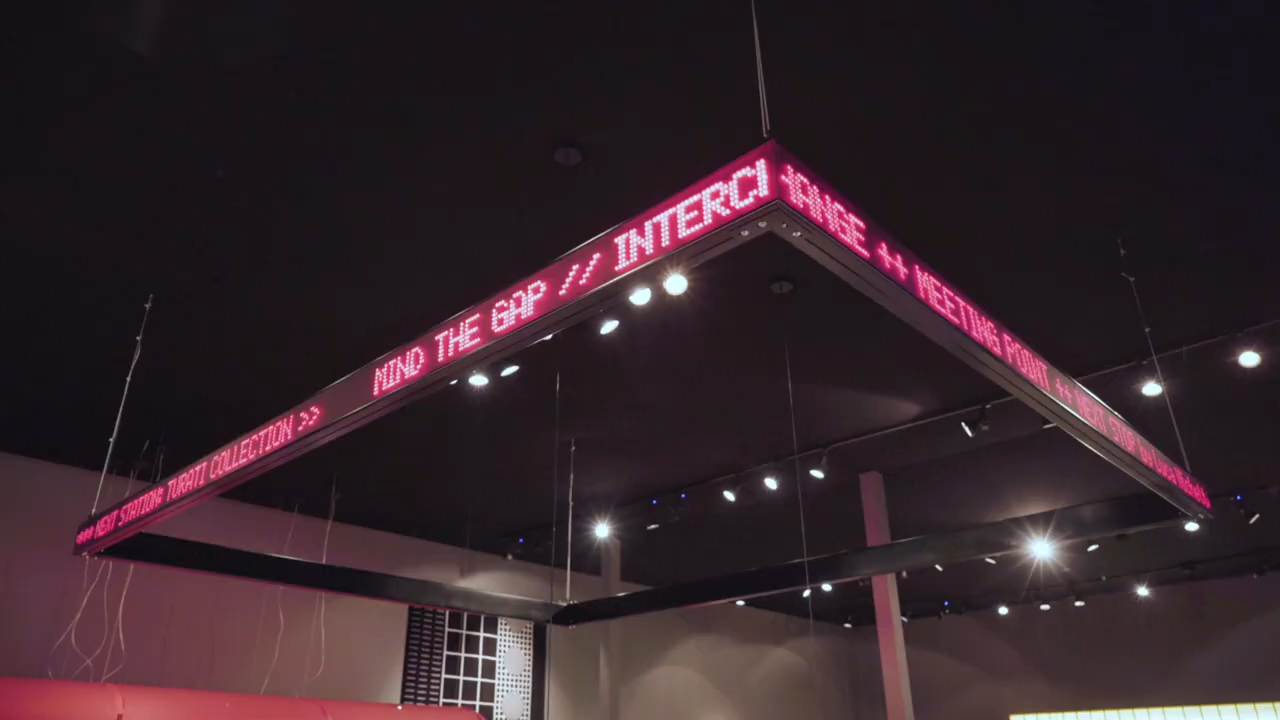 NEXT STATION: TURATI COLLECTION >> MIND THE GAP // INTERCHANGE ++ MEETING POINT ++ NEXT STOP